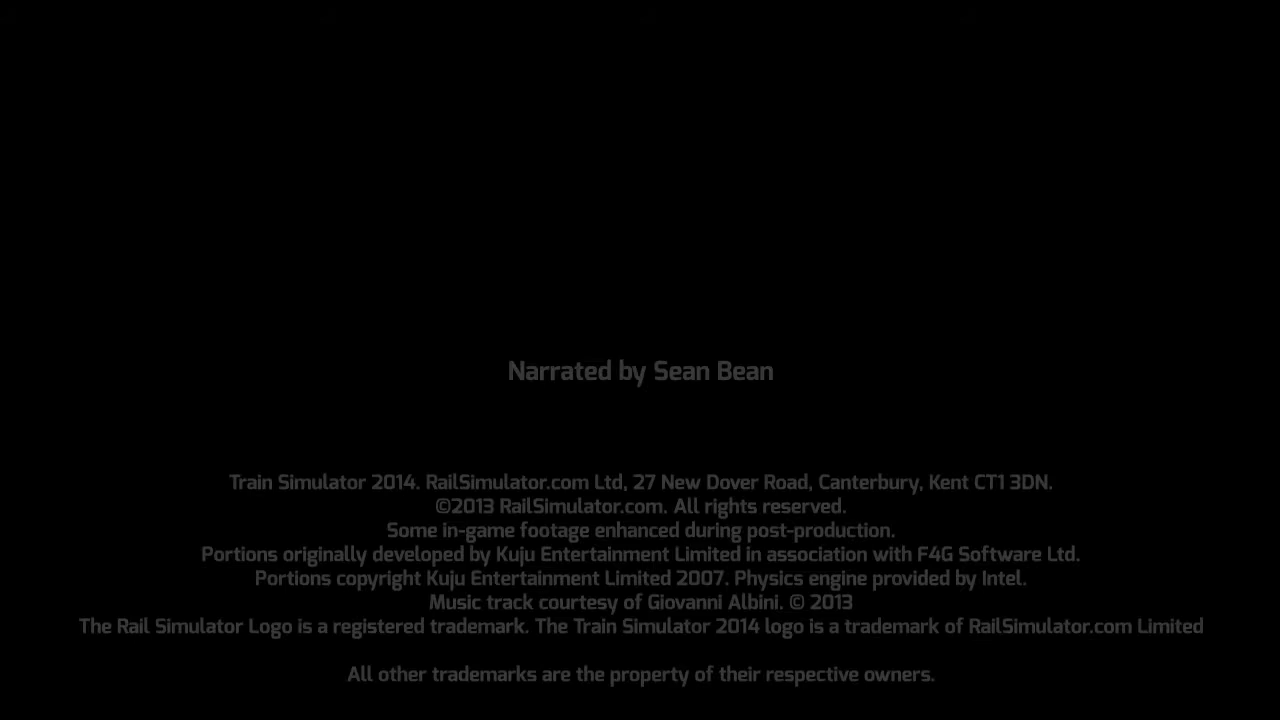 Narrated by Sean Bean
Train Simulator 2014. RailSimulator.com Ltd, 27 New Dover Road, Canterbury, Kent CT1 3DN.
©2013 RailSimulator.com. All rights reserved.
Some in-game footage enhanced during post-production.
Portions originally developed by Kuju Entertainment Limited in association with F4G Software Ltd.
Portions copyright Kuju Entertainment Limited 2007. Physics engine provided by Intel.
Music track courtesy of Giovanni Albini. © 2013
The Rail Simulator Logo is a registered trademark. The Train Simulator 2014 logo is a trademark of RailSimulator.com Limited
All other trademarks are the property of their respective owners.